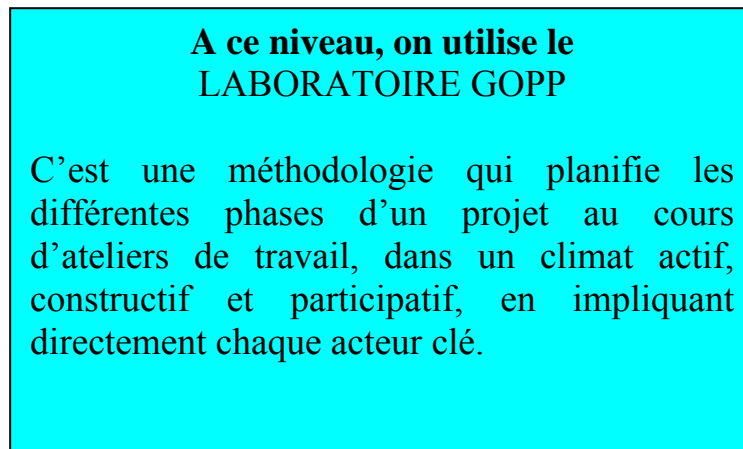 A ce niveau, on utilise le
LABORATOIRE GOPP
C’est une méthodologie qui planifie les
différentes phases d’un projet au cours
d’ateliers de travail, dans un climat actif,
constructif et participatif, en impliquant
directement chaque acteur clé.